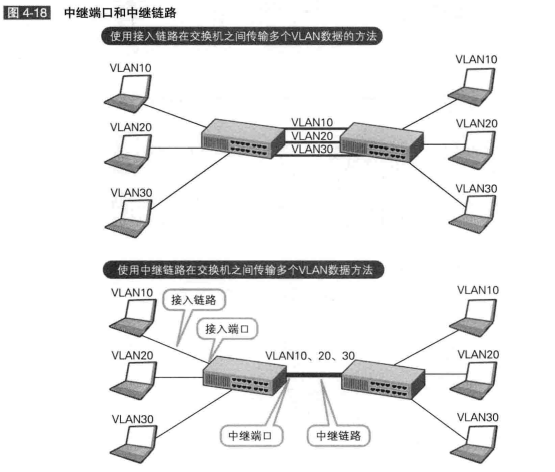 图 4-18 中继端口和中继链路
使用接入链路在交换机之间传输多个VLAN数据的方法
VLAN10
VLAN10
VLAN10
VLAN20
VLAN20
VLAN20
VLAN30
VLAN30
VLAN30
使用中继链路在交换机之间传输多个VLAN数据方法
VLAN10
VLAN10
接入链路
接入端口
VLAN20
VLAN10、20、30
VLAN20
VLAN30
VLAN30
中继端口
中继链路